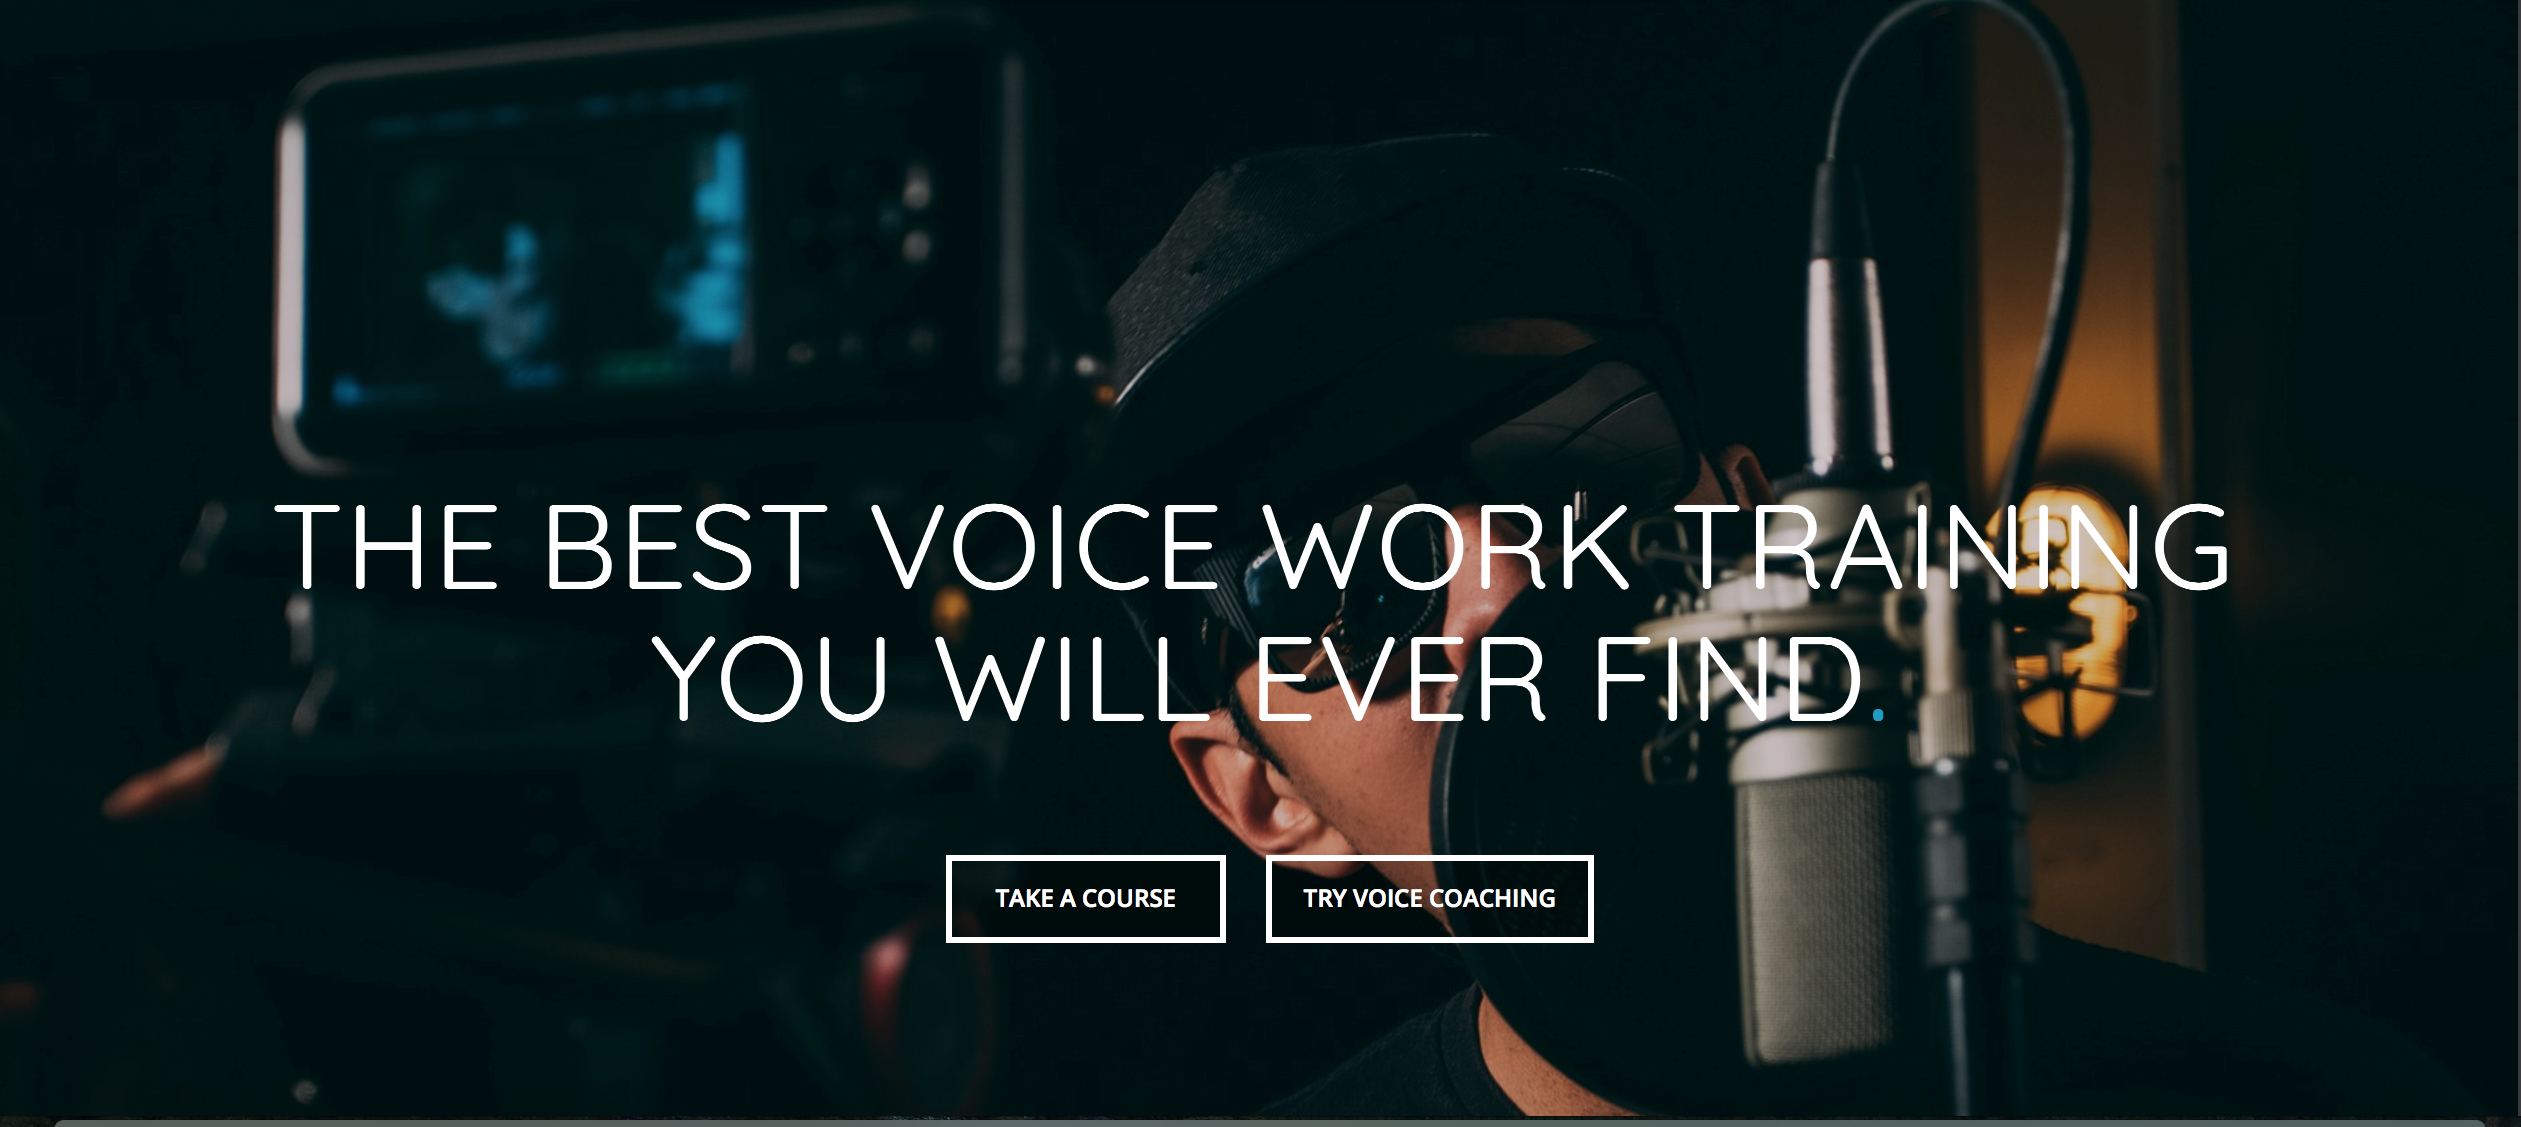 THE BEST VOICE WORK TRAINING
YOU WILL EVER FIND.
TAKE A COURSE
TRY VOICE COACHING